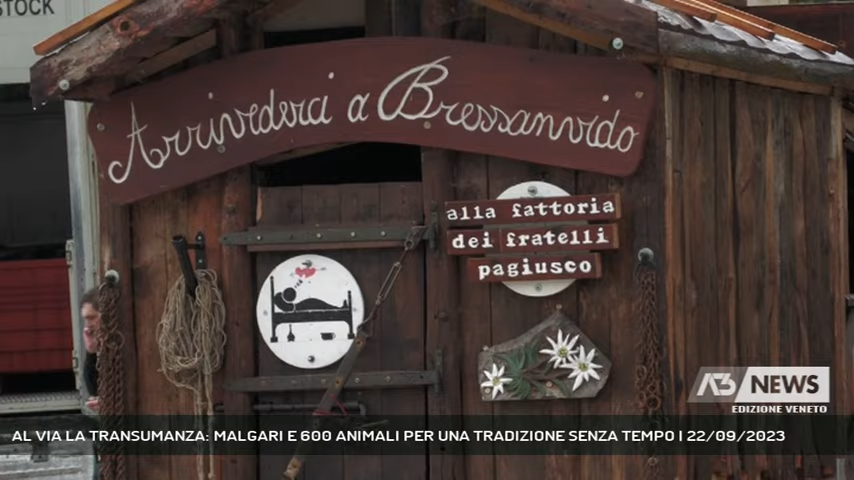 STOCK
Arrivederci a Bressanvido
alla fattoria
dei fratelli
pagiusco
A3 NEWS
EDIZIONE VENETO
AL VIA LA TRANSUMANZA: MALGARI E 600 ANIMALI PER UNA TRADIZIONE SENZA TEMPO | 22/09/2023